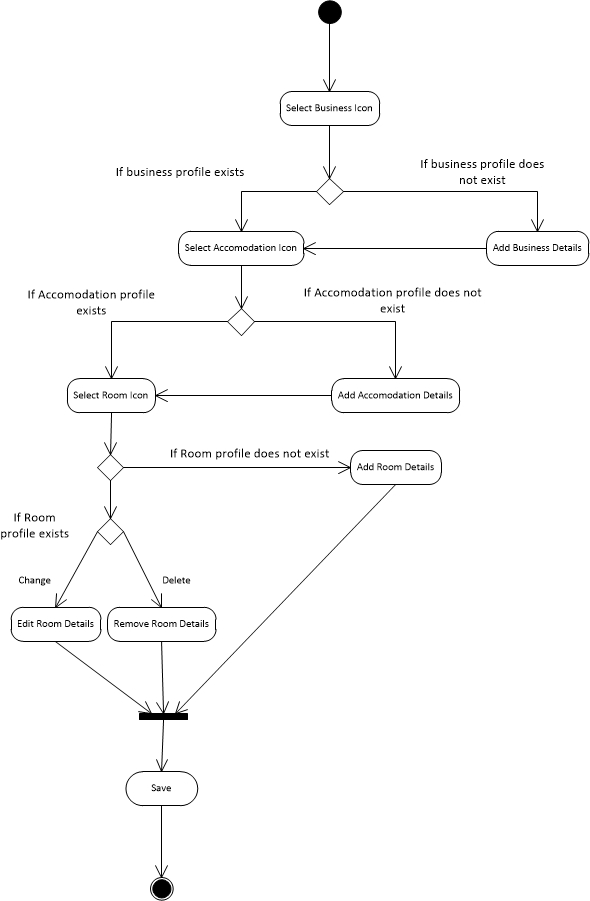 Select Business Icon
If business profile exists
If business profile does
not exist
Select Accomodation Icon
Add Business Details
If Accomodation profile
exists
If Accomodation profile does not
exist
Select Room Icon
Add Accomodation Details
If Room profile does not exist
Add Room Details
If Room
profile exists
Change
Delete
Edit Room Details
Remove Room Details
Save